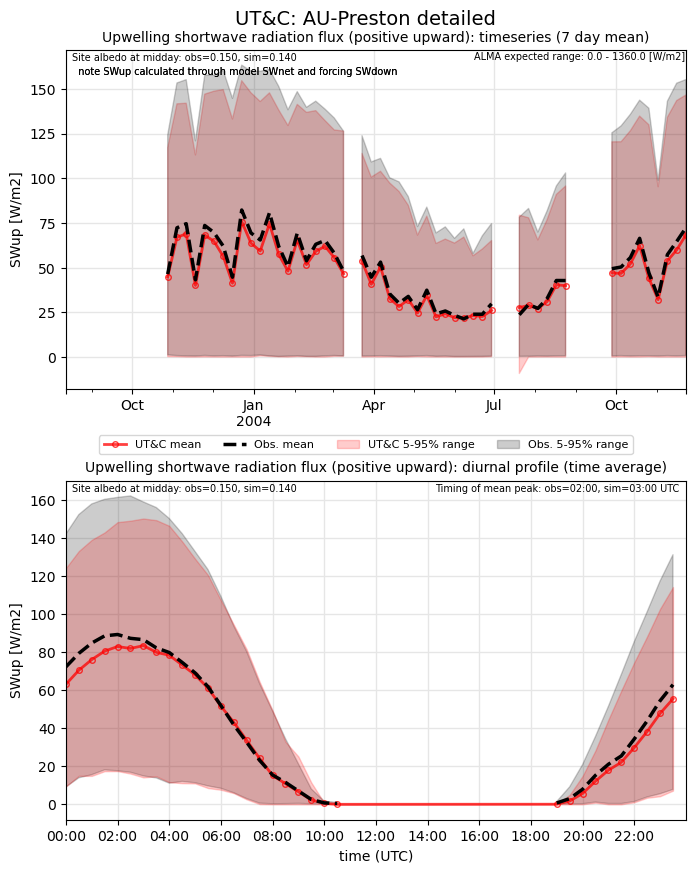 UT&C: AU-Preston detailed
Upwelling shortwave radiation flux (positive upward): timeseries (7 day mean)
Site albedo at midday: obs=0.150, sim=0.140
ALMA expected range: 0.0 - 1360.0 [W/m2]
note SWup calculated through model SWnet and forcing SWdown
150
125
100
75
50
25
0
SWup [W/m2]
Oct
Jan
2004
Apr
Jul
Oct
UT&C mean
Obs. mean
UT&C 5-95% range
Obs. 5-95% range
Upwelling shortwave radiation flux (positive upward): diurnal profile (time average)
Site albedo at midday: obs=0.150, sim=0.140
Timing of mean peak: obs=02:00, sim=03:00 UTC
160
140
120
100
80
60
40
20
0
SWup [W/m2]
00:00
02:00
04:00
06:00
08:00
10:00
12:00
14:00
16:00
18:00
20:00
22:00
time (UTC)